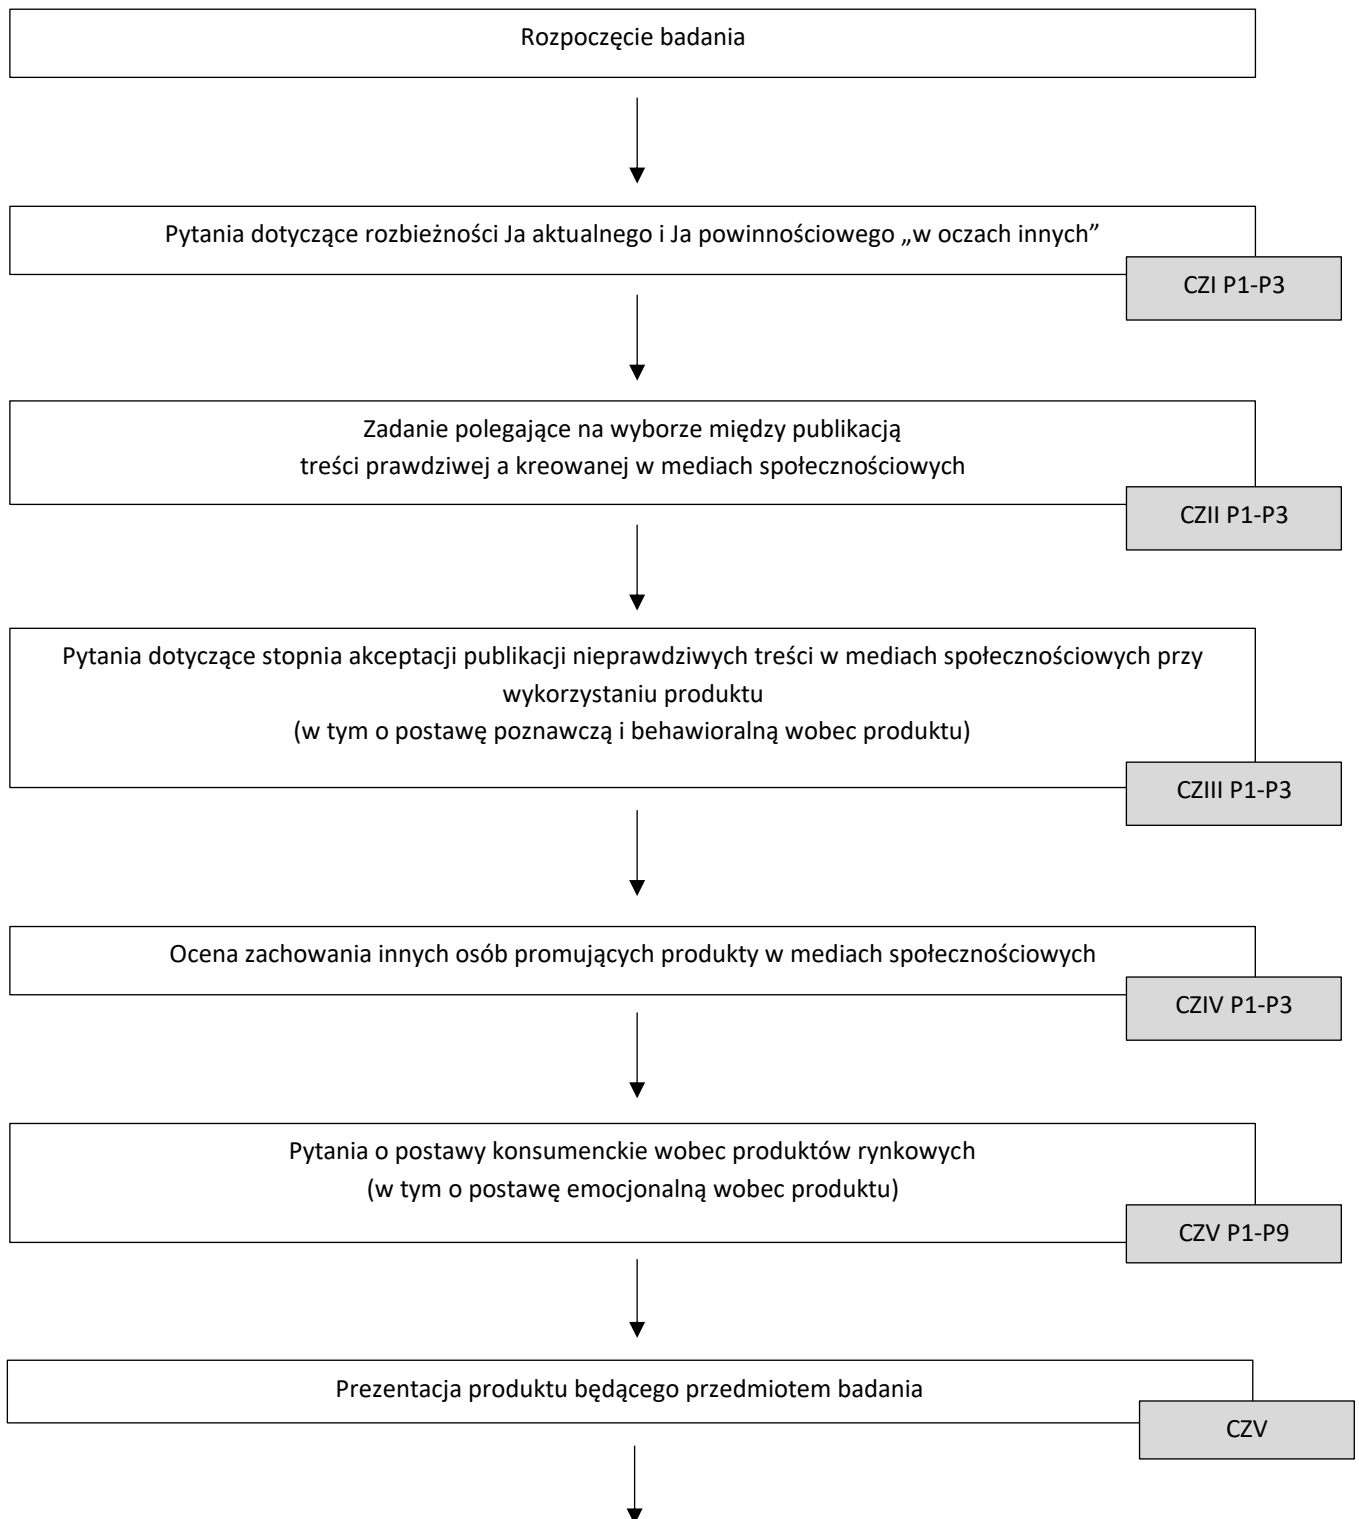 Rozpoczęcie badania
Pytania dotyczące rozbieżności Ja aktualnego i Ja powinnościowego „w oczach innych”
CZI P1-P3
Zadanie polegające na wyborze między publikacją
treści prawdziwej a kreowanej w mediach społecznościowych
CZII P1-P3
Pytania dotyczące stopnia akceptacji publikacji nieprawdziwych treści w mediach społecznościowych przy
wykorzystaniu produktu
(w tym o postawę poznawczą i behawioralną wobec produktu)
CZIII P1-P3
Ocena zachowania innych osób promujących produkty w mediach społecznościowych
CZIV P1-P3
Pytania o postawy konsumenckie wobec produktów rynkowych
(w tym o postawę emocjonalną wobec produktu)
CZV P1-P9
Prezentacja produktu będącego przedmiotem badania
CZV